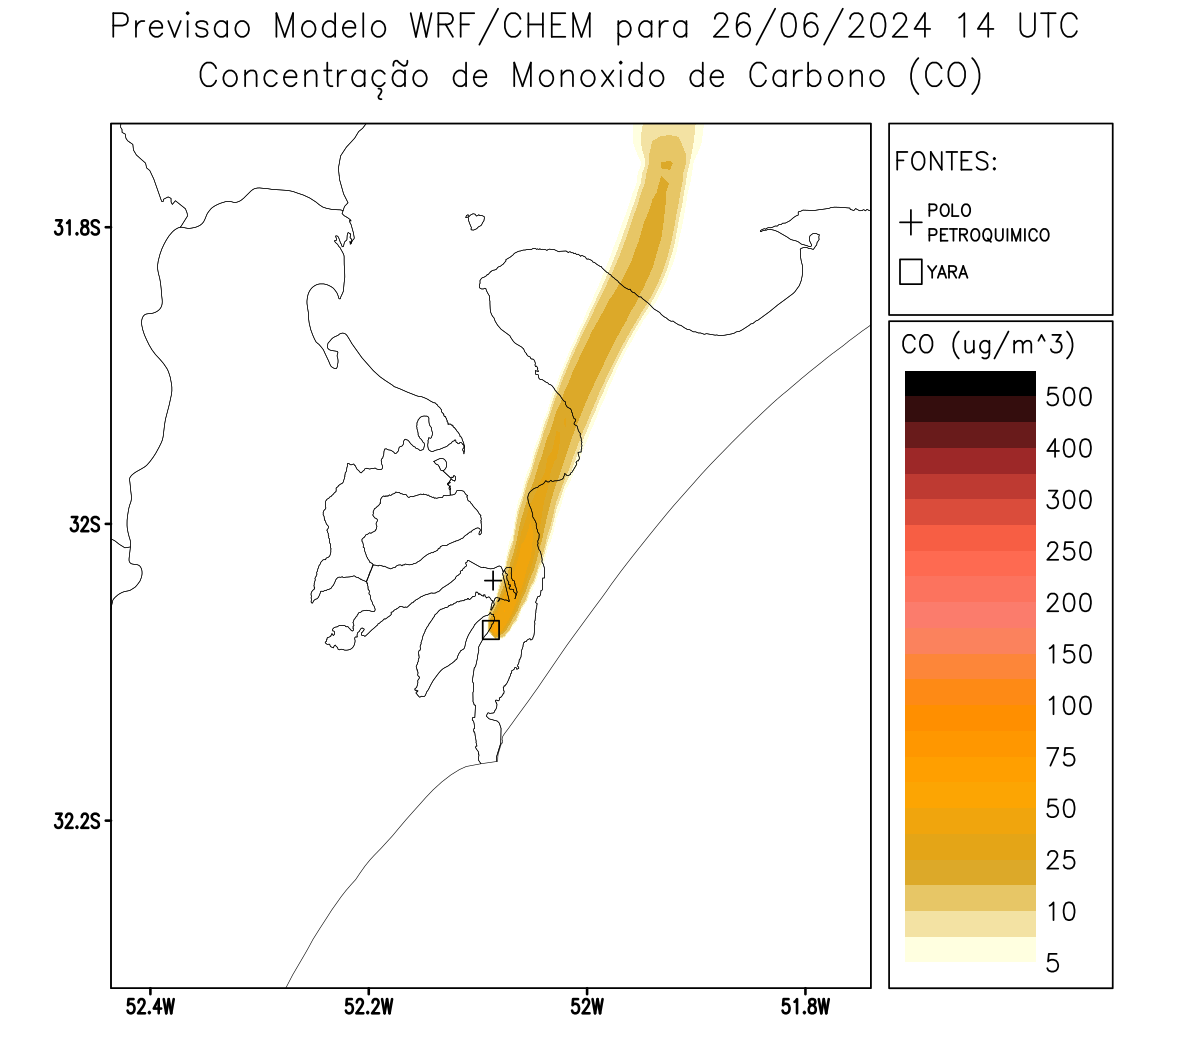 Previsao Modelo WRF/CHEM para 26/06/2024 14 UTC
Concentração de Monoxido de Carbono (CO)
FONTES:
POLO
PETROQUIMICO
YARA
CO (ug/m^3)
500
400
300
250
200
150
100
75
50
25
10
5
31.8S
32S
32.2S
52.4W
52.2W
52W
51.8W